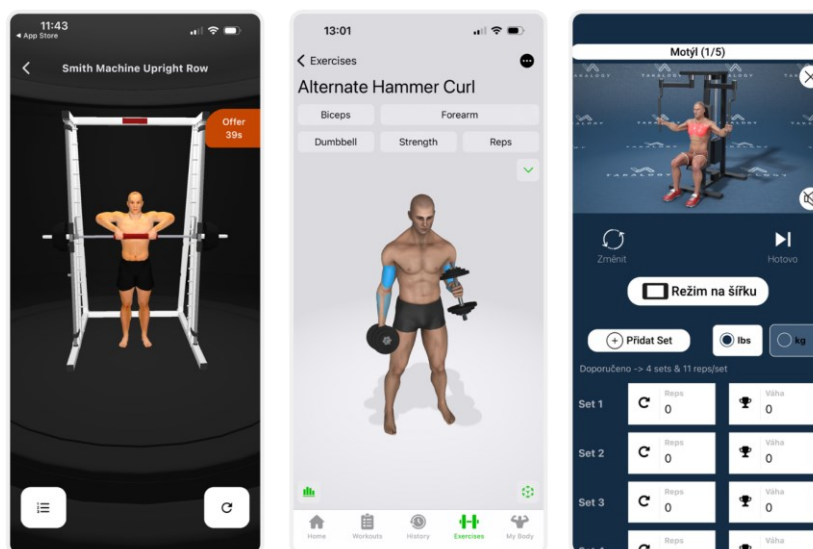 11:43
App Store
Smith Machine Upright Row
Offer
39s
13:01
Exercises
Alternate Hammer Curl
Biceps
Forearm
Dumbbell
Strength
Reps
Home
Workouts
History
Exercises
My Body
Motýl (1/5)
Změnit
Hotovo
Režim na šířku
Přidat Set
lbs
kg
Doporučeno -> 4 sets & 11 reps/set
Set 1
Reps
0
Váha
0
Set 2
Reps
0
Váha
0
Set 3
Reps
0
Váha
0
Reps
Váha